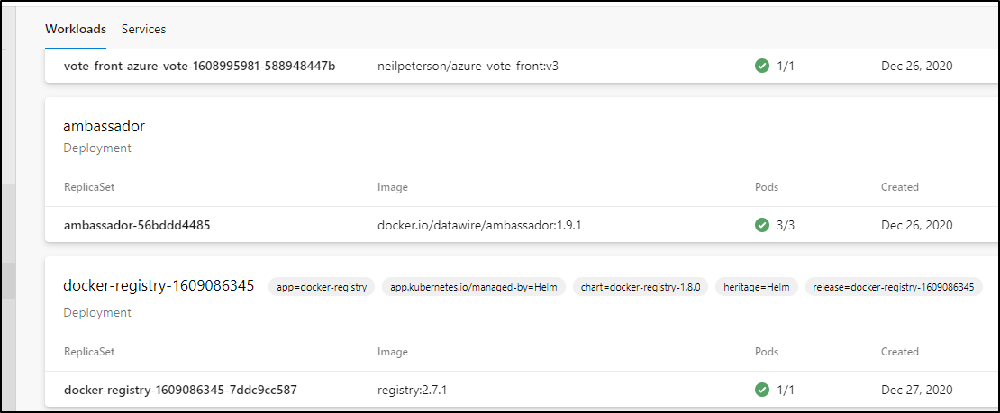 Workloads Services
vote-front-azure-vote-1608995981-588948447b neilpeterson/azure-vote-front:v3 1/1 Dec 26, 2020
ambassador
Deployment
ReplicaSet Image Pods Created
ambassador-56bddd4485 docker.io/datawire/ambassador:1.9.1 3/3 Dec 26, 2020
docker-registry-1609086345 app=docker-registry app.kubernetes.io/managed-by=Helm chart=docker-registry-1.8.0 heritage=Helm release=docker-registry-1609086345
Deployment
ReplicaSet Image Pods Created
docker-registry-1609086345-7ddc9cc587 registry:2.7.1 1/1 Dec 27, 2020